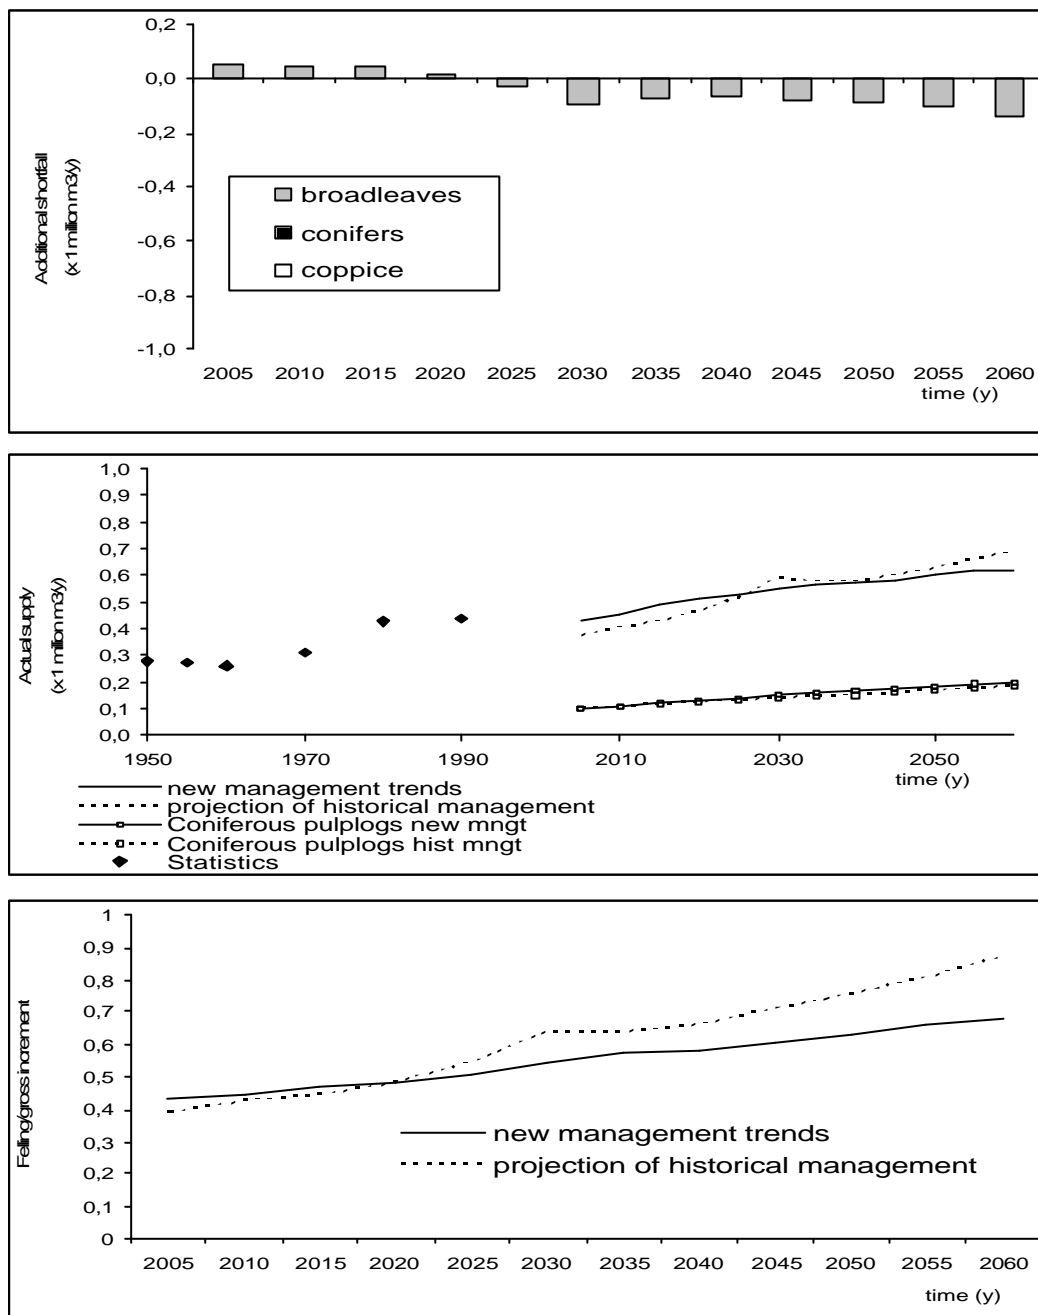 0,2
0,0
-0,2
-0,4
-0,6
-0,8
-1,0
Additional shortfall
(x 1 million m3/y)
broadleaves
conifers
coppice
2005 2010 2015 2020 2025 2030 2035 2040 2045 2050 2055 2060
time (y)
1,0
0,9
0,8
0,7
0,6
0,5
0,4
0,3
0,2
0,1
0,0
Actual supply
(x 1 million m3/y)
1950 1970 1990 2010 2030 2050
time (y)
new management trends
projection of historical management
Coniferous pulplogs new mngt
Coniferous pulplogs hist mngt
Statistics
1
0,9
0,8
0,7
0,6
0,5
0,4
0,3
0,2
0,1
0
Felling/gross increment
new management trends
projection of historical management
2005 2010 2015 2020 2025 2030 2035 2040 2045 2050 2055 2060
time (y)